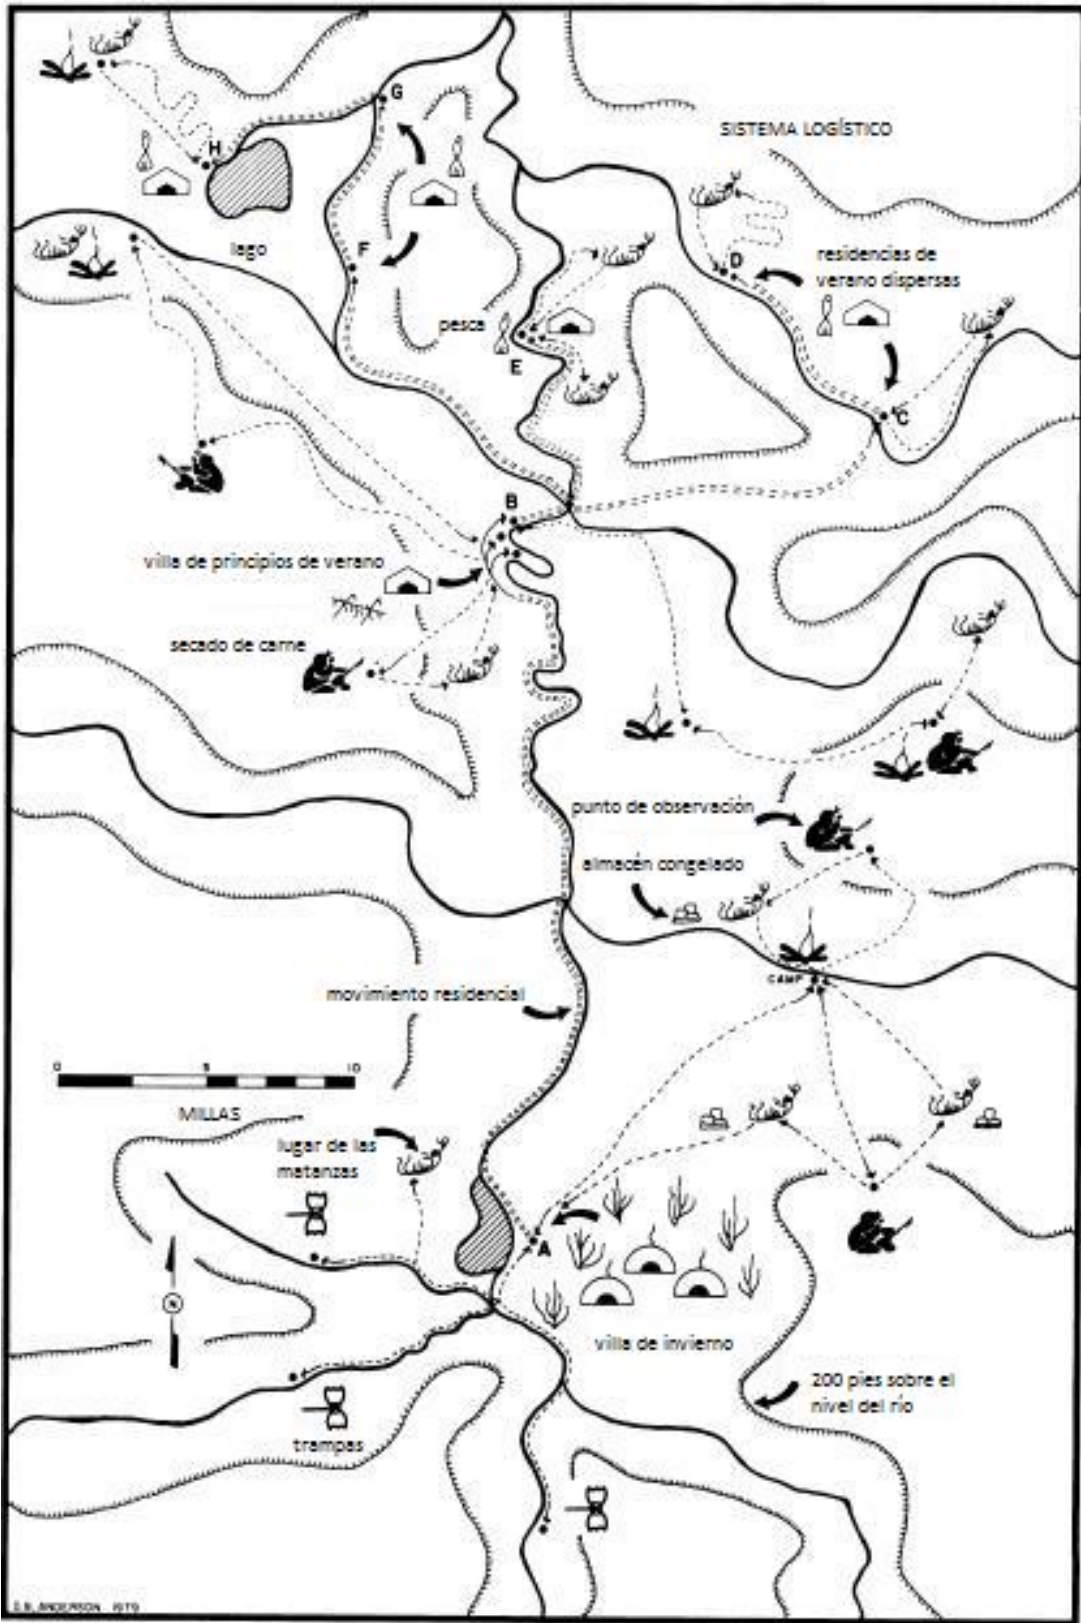 SISTEMA LOGÍSTICO
G
H
lago
F
D
residencias de
verano dispersas
pesca
E
C
B
villa de principios de verano
secado de carne
punto de observación
almacén congelado
CAMP
movimiento residencial
0 5 10
MILLAS
lugar de las
matanzas
A
N
villa de invierno
200 pies sobre el
nivel del río
trampas
D.N. ANDERSON 1979